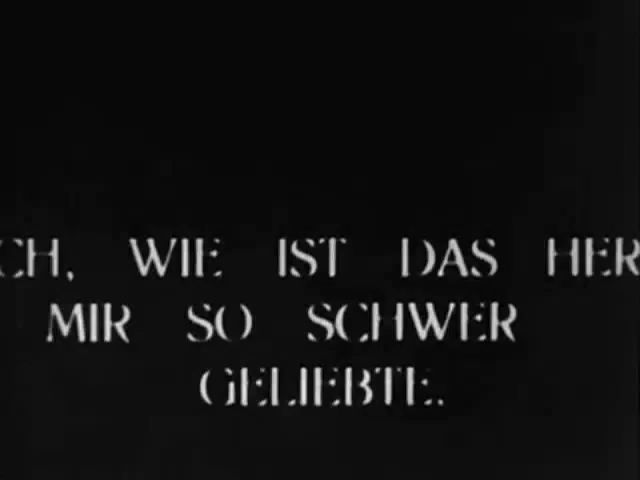 CH, WIE IST DAS HER
MIR SO SCHWER
GELIEBTE.